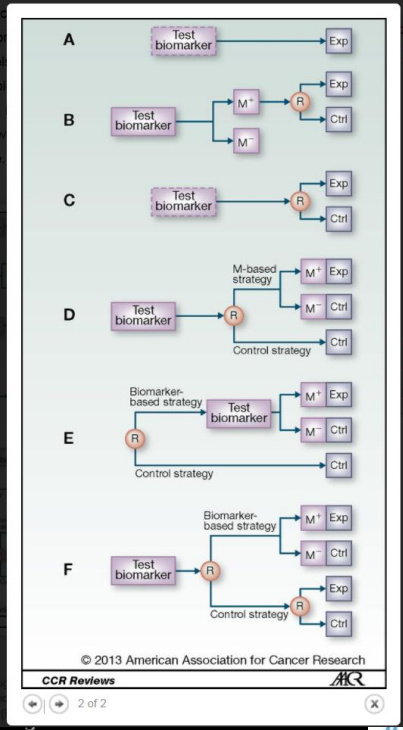 A
Test
biomarker
Exp
B
Test
biomarker
M+
R
Exp
Ctrl
M−
C
Test
biomarker
R
Exp
Ctrl
D
Test
biomarker
R
M-based
strategy
M+ Exp
M− Ctrl
Ctrl
Control strategy
E
R
Biomarker-
based strategy
Test
biomarker
M+ Exp
M− Ctrl
Ctrl
Control strategy
F
Test
biomarker
R
Biomarker-
based strategy
M+ Exp
M− Ctrl
Control strategy
R
Exp
Ctrl
© 2013 American Association for Cancer Research
CCR Reviews
AACR
2 of 2
X